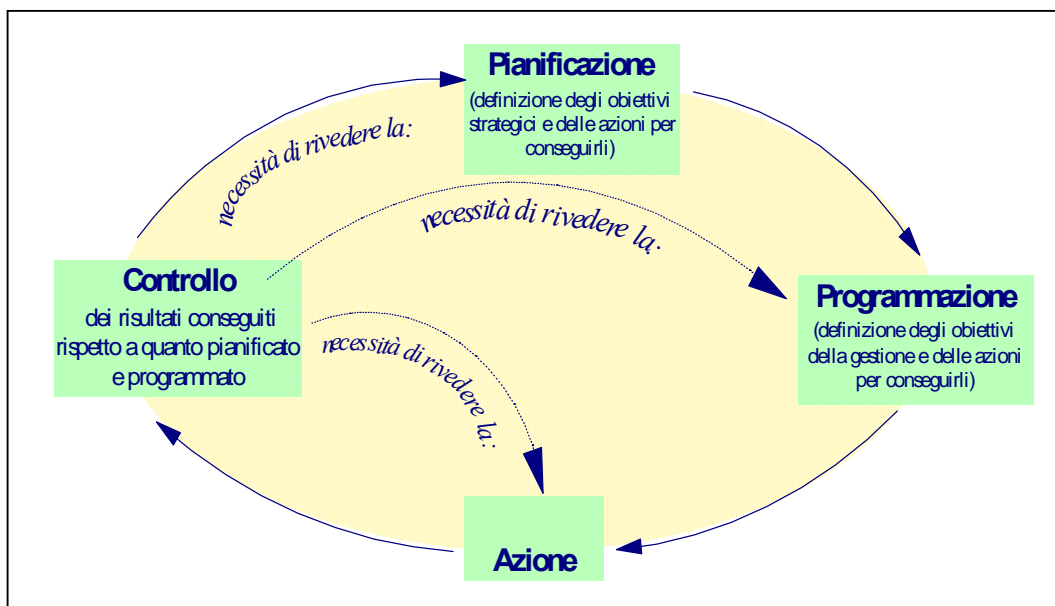 Pianificazione
(definizione degli obiettivi
strategici e delle azioni per
conseguirli)
necessità di rivedere la:
necessità di rivedere la:
Controllo
dei risultati conseguiti
rispetto a quanto pianificato
e programmato
Programmazione
(definizione degli obiettivi
della gestione e delle azioni
per conseguirli)
necessità di rivedere la:
Azione